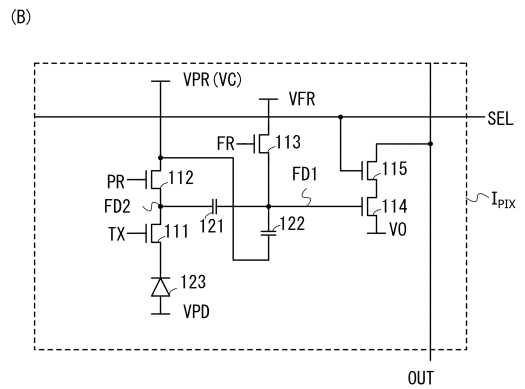 (B)
VPR(VC)
VFR
SEL
FR
113
PR
112
FD1
115
FD2
114
I_PIX
TX
111
121
122
VO
123
VPD
OUT